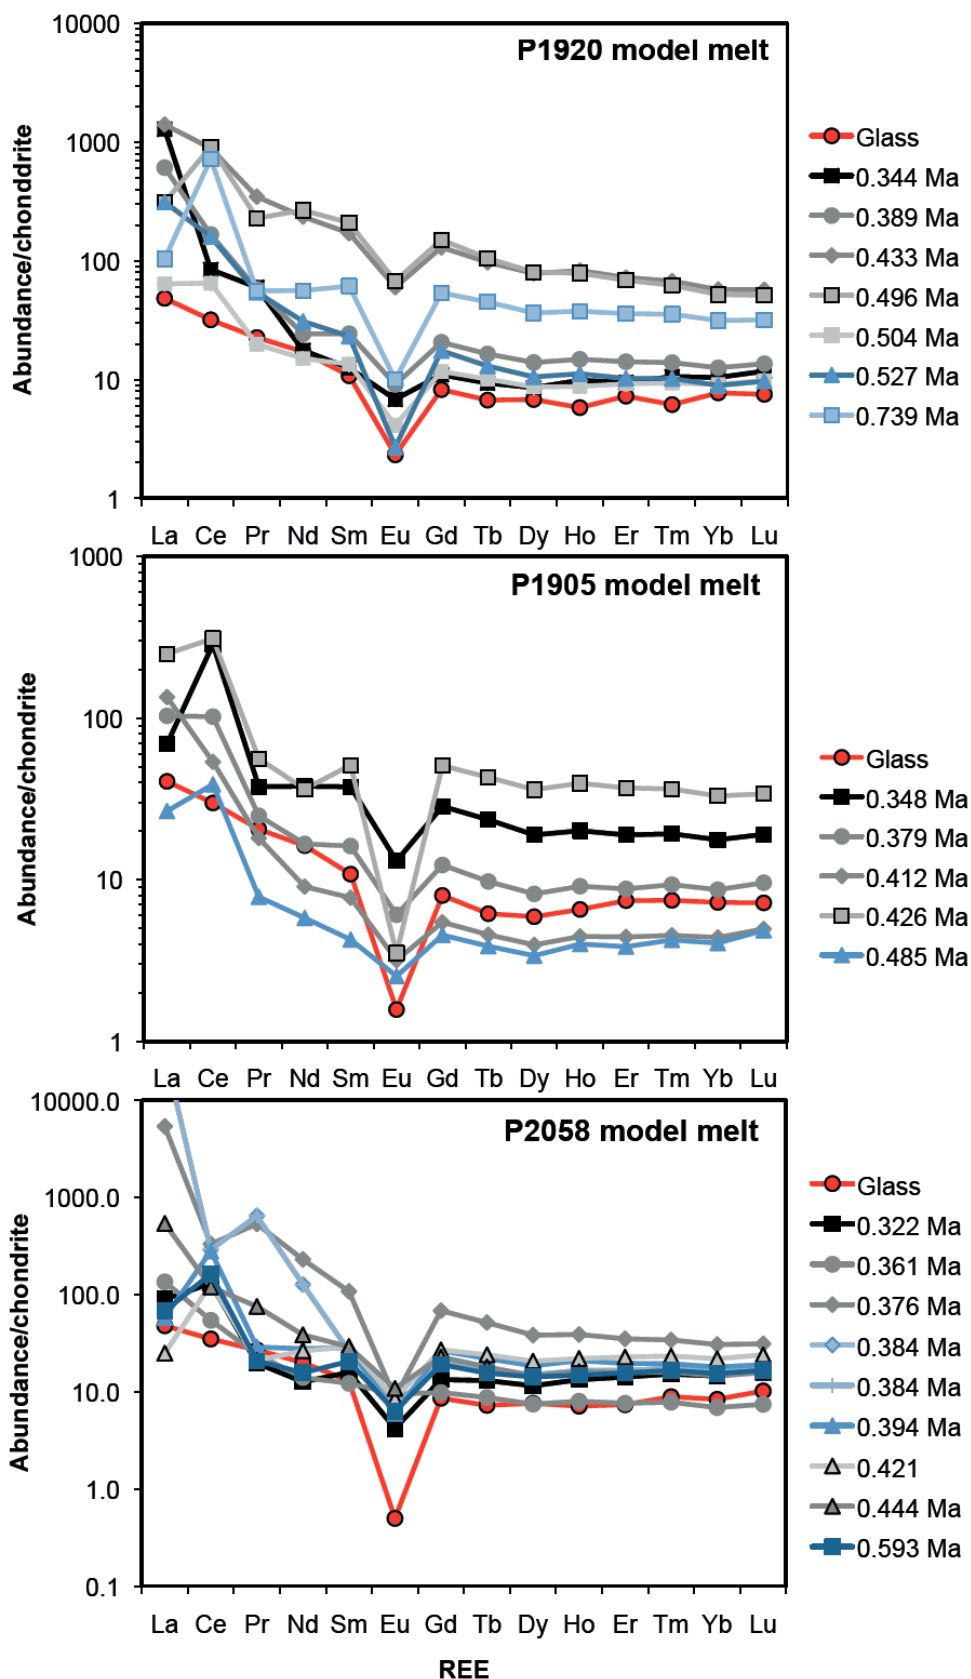 P1920 model melt
Abundance/chonddrite
10000
1000
100
10
1
La Ce Pr Nd Sm Eu Gd Tb Dy Ho Er Tm Yb Lu
Glass
0.344 Ma
0.389 Ma
0.433 Ma
0.496 Ma
0.504 Ma
0.527 Ma
0.739 Ma
P1905 model melt
Abundance/chondrite
1000
100
10
1
La Ce Pr Nd Sm Eu Gd Tb Dy Ho Er Tm Yb Lu
Glass
0.348 Ma
0.379 Ma
0.412 Ma
0.426 Ma
0.485 Ma
P2058 model melt
Abundance/chondrite
10000.0
1000.0
100.0
10.0
1.0
0.1
La Ce Pr Nd Sm Eu Gd Tb Dy Ho Er Tm Yb Lu
REE
Glass
0.322 Ma
0.361 Ma
0.376 Ma
0.384 Ma
0.384 Ma
0.394 Ma
0.421
0.444 Ma
0.593 Ma